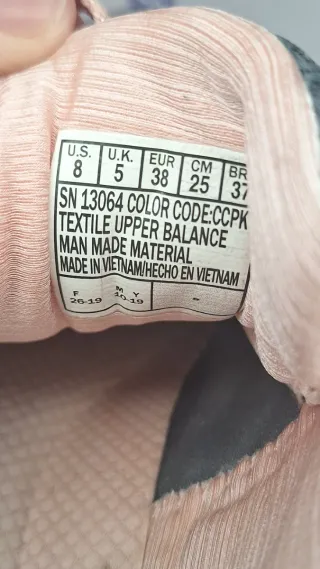 U.S. U.K. EUR CM BR
8 5 38 25 37
SN 13064 COLOR CODE:CCPK
TEXTILE UPPER BALANCE
MAN MADE MATERIAL
MADE IN VIETNAM/HECHO EN VIETNAM
F M Y -
26-19 10-19